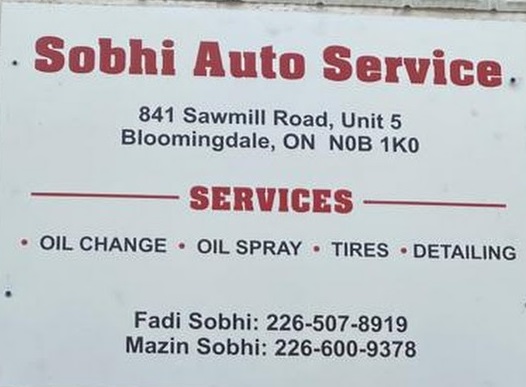 Sobhi Auto Service
841 Sawmill Road, Unit 5
Bloomingdale, ON N0B 1K0
SERVICES
• OIL CHANGE • OIL SPRAY • TIRES • DETAILING
Fadi Sobhi: 226-507-8919
Mazin Sobhi: 226-600-9378